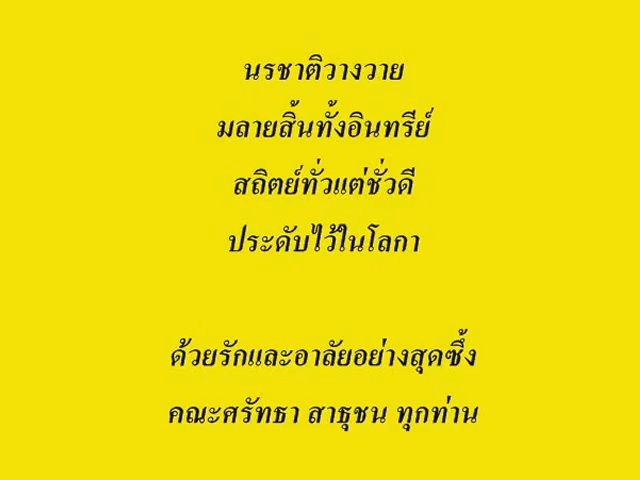 นรชาติวางวาย
มลายสิ้นทั้งอินทรีย์
สถิตย์ทั่วแต่ชั่วดี
ประดับไว้ในโลกา
ด้วยรักและอาลัยอย่างสุดซึ้ง
คณะศรัทธา สาธุชน ทุกท่าน